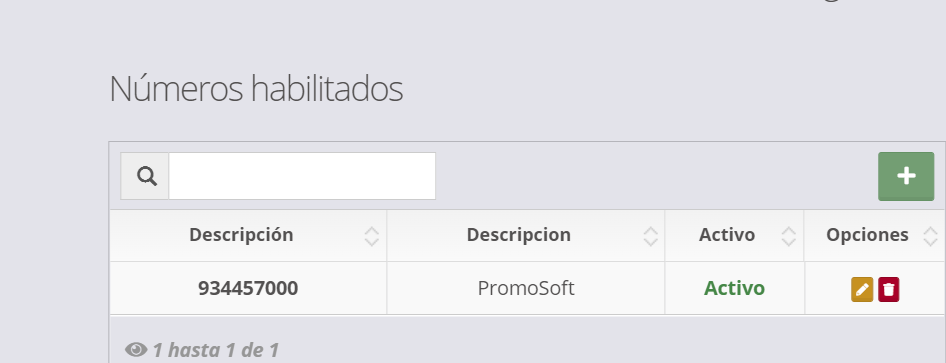 Números habilitados
Descripción Descripcion Activo Opciones
934457000 PromoSoft Activo
1 hasta 1 de 1